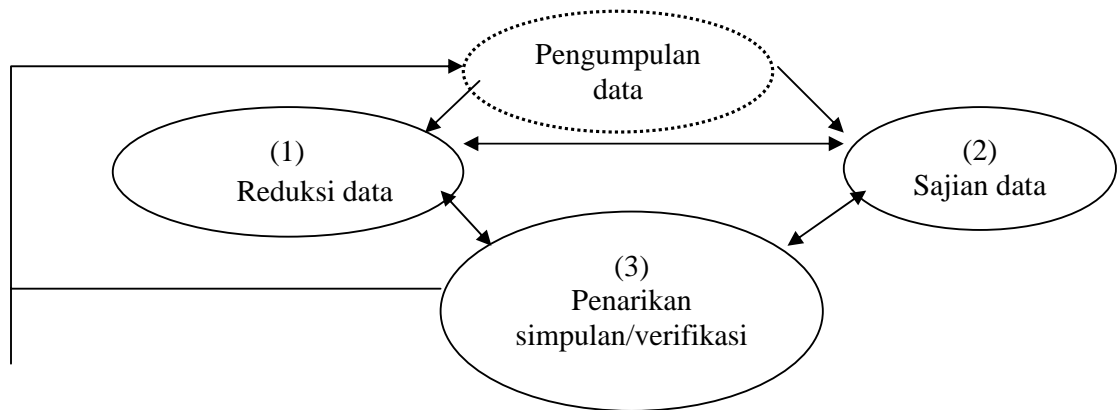 Pengumpulan
data
(1)
Reduksi data
(2)
Sajian data
(3)
Penarikan
simpulan/verifikasi